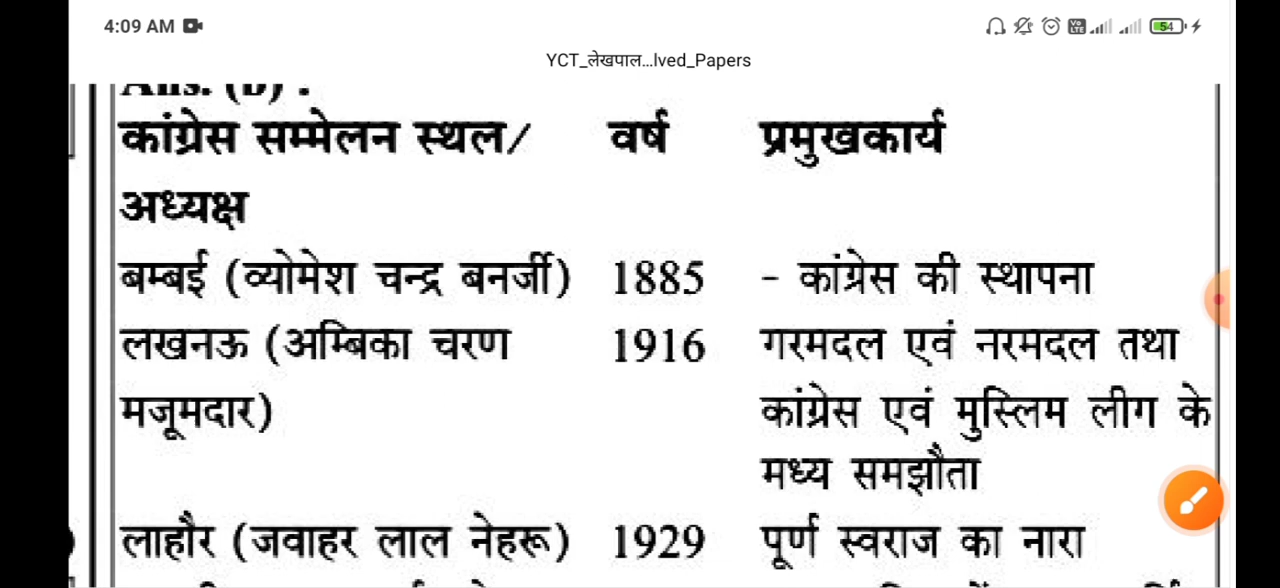 4:09 AM
54
YCT_लेखपाल...lved_Papers
Ans. (b) :
कांग्रेस सम्मेलन स्थल/ वर्ष प्रमुखकार्य
अध्यक्ष
बम्बई (व्योमेश चन्द्र बनर्जी) 1885 - कांग्रेस की स्थापना
लखनऊ (अम्बिका चरण 1916 गरमदल एवं नरमदल तथा
मजूमदार) कांग्रेस एवं मुस्लिम लीग के
मध्य समझौता
लाहौर (जवाहर लाल नेहरू) 1929 पूर्ण स्वराज का नारा